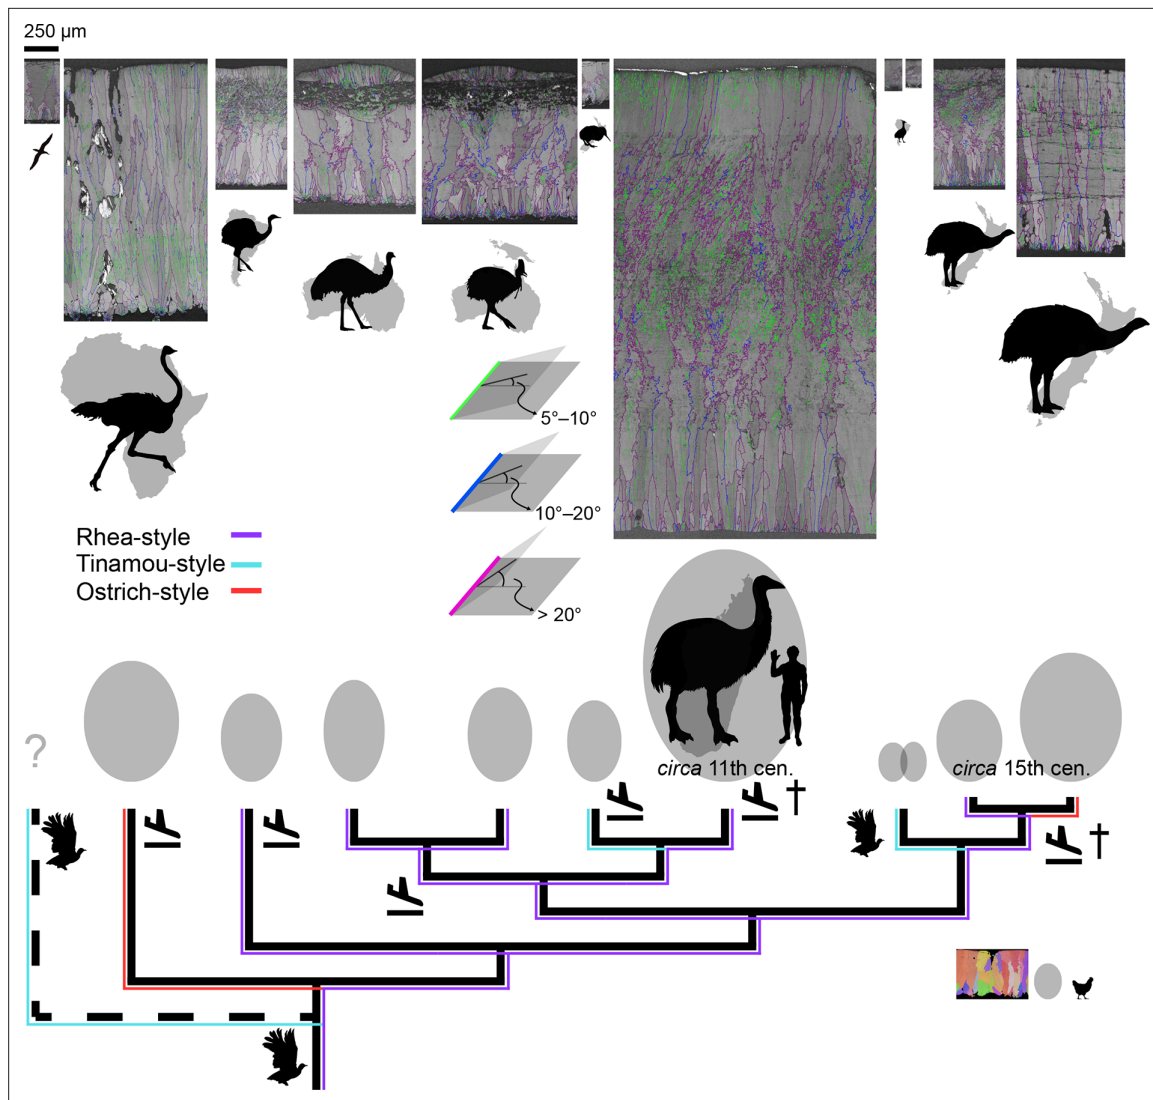 250 µm
5°–10°
10°–20°
> 20°
Rhea-style
Tinamou-style
Ostrich-style
?
circa 11th cen.
circa 15th cen.